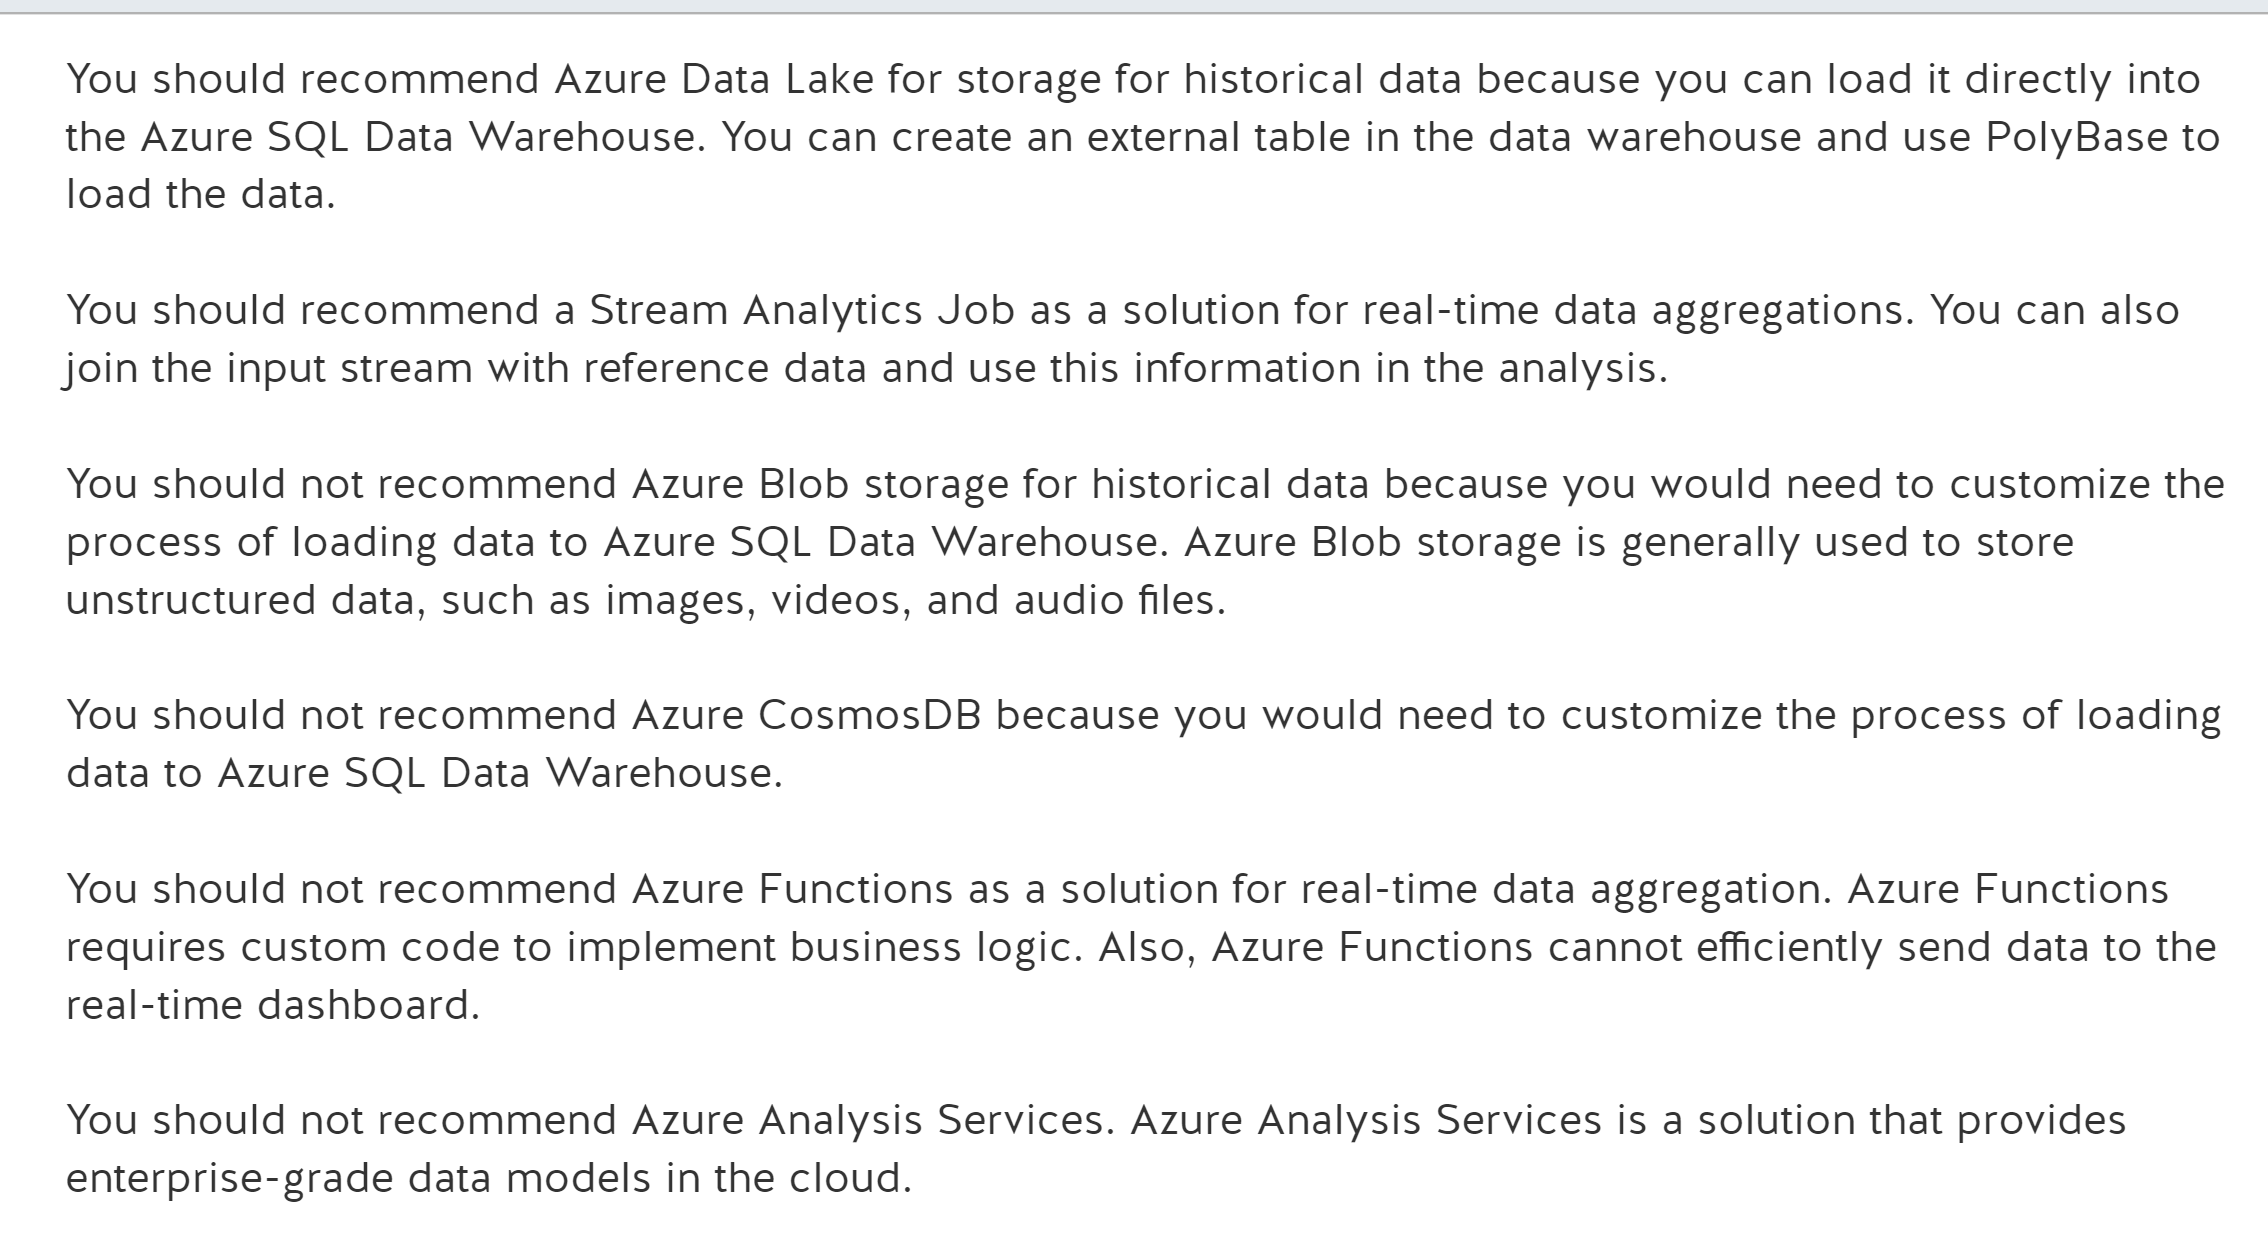 You should recommend Azure Data Lake for storage for historical data because you can load it directly into
the Azure SQL Data Warehouse. You can create an external table in the data warehouse and use PolyBase to
load the data.
You should recommend a Stream Analytics Job as a solution for real-time data aggregations. You can also
join the input stream with reference data and use this information in the analysis.
You should not recommend Azure Blob storage for historical data because you would need to customize the
process of loading data to Azure SQL Data Warehouse. Azure Blob storage is generally used to store
unstructured data, such as images, videos, and audio files.
You should not recommend Azure CosmosDB because you would need to customize the process of loading
data to Azure SQL Data Warehouse.
You should not recommend Azure Functions as a solution for real-time data aggregation. Azure Functions
requires custom code to implement business logic. Also, Azure Functions cannot efficiently send data to the
real-time dashboard.
You should not recommend Azure Analysis Services. Azure Analysis Services is a solution that provides
enterprise-grade data models in the cloud.